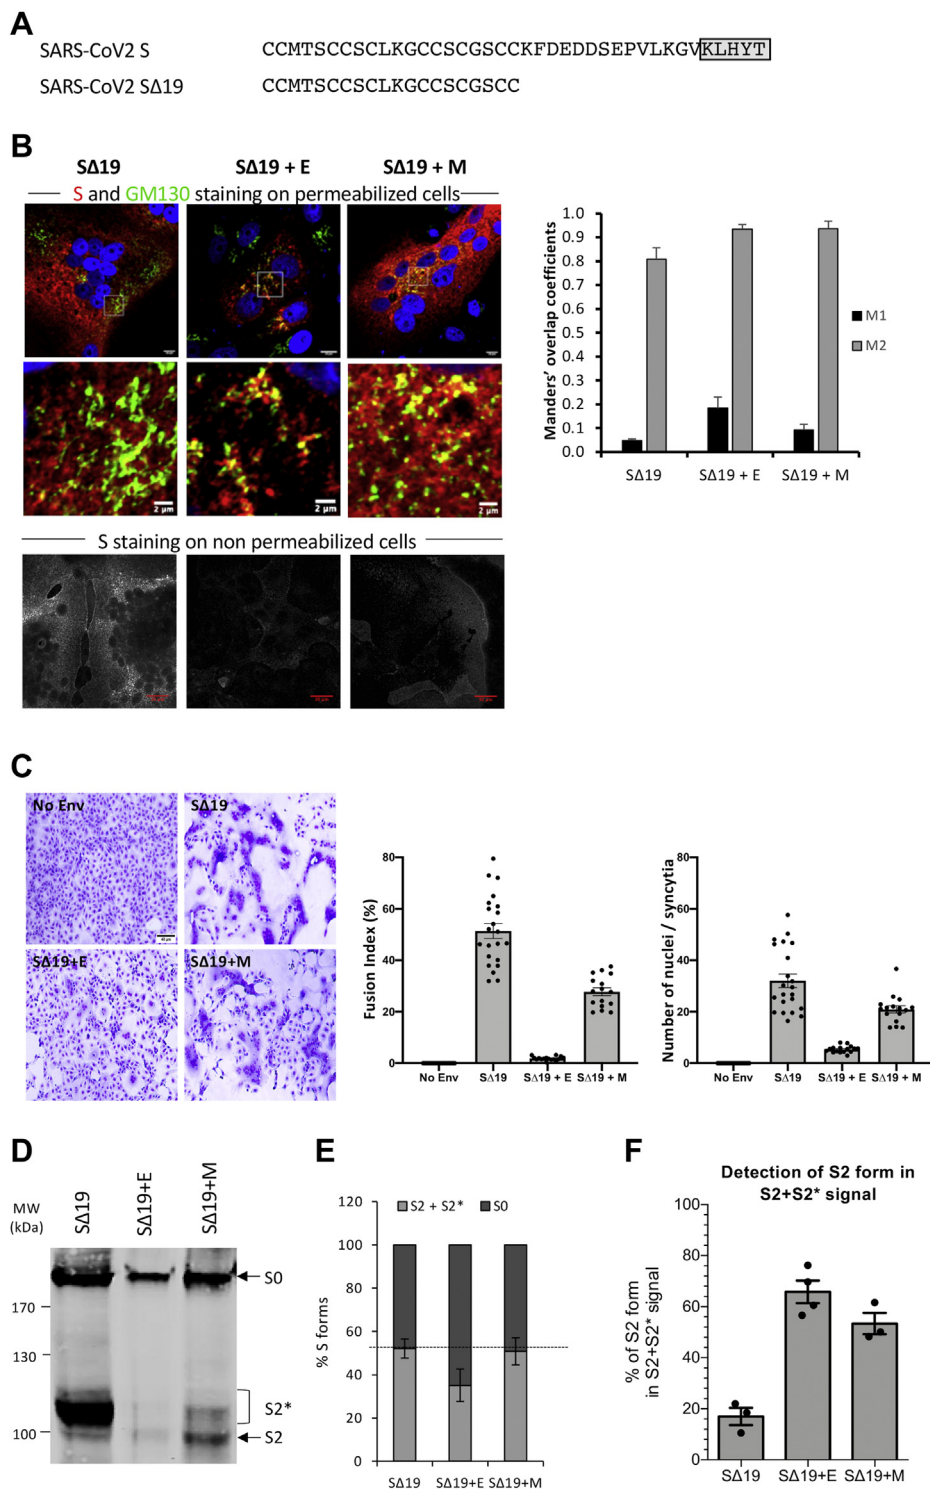 A
SARS-CoV2 S CCMTSCCSCLKGCCSCGSCCKFDEDDSEPVLKGVKLHYT
SARS-CoV2 SΔ19 CCMTSCCSCLKGCCSCGSCC
B
SΔ19 SΔ19 + E SΔ19 + M
S and GM130 staining on permeabilized cells
2 µm 2 µm 2 µm
S staining on non permeabilized cells
Manders' overlap coefficients
1.0
0.9
0.8
0.7
0.6
0.5
0.4
0.3
0.2
0.1
0.0
SΔ19 SΔ19 + E SΔ19 + M
M1
M2
C
No Env SΔ19
SΔ19+E SΔ19+M
Fusion Index (%)
80
60
40
20
0
No Env SΔ19 SΔ19 + E SΔ19 + M
Number of nuclei / syncytia
80
60
40
20
0
No Env SΔ19 SΔ19 + E SΔ19 + M
D
MW
(kDa)
SΔ19
SΔ19+E
SΔ19+M
170
130
100
S0
S2*
S2
E
% S forms
120
100
80
60
40
20
0
S2 + S2* S0
SΔ19 SΔ19+E SΔ19+M
F
Detection of S2 form in
S2+S2* signal
% of S2 form
in S2+S2* signal
100
80
60
40
20
0
SΔ19 SΔ19+E SΔ19+M